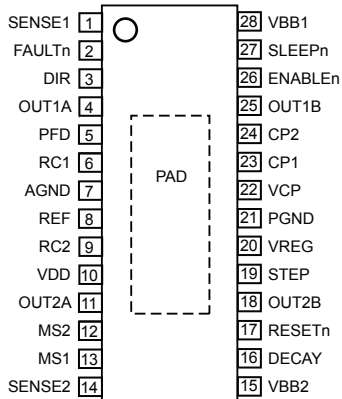 SENSE1 1 28 VBB1
FAULTn 2 27 SLEEPn
DIR 3 26 ENABLEn
OUT1A 4 25 OUT1B
PFD 5 24 CP2
RC1 6 23 CP1
PAD
AGND 7 22 VCP
REF 8 21 PGND
RC2 9 20 VREG
VDD 10 19 STEP
OUT2A 11 18 OUT2B
MS2 12 17 RESETn
MS1 13 16 DECAY
SENSE2 14 15 VBB2